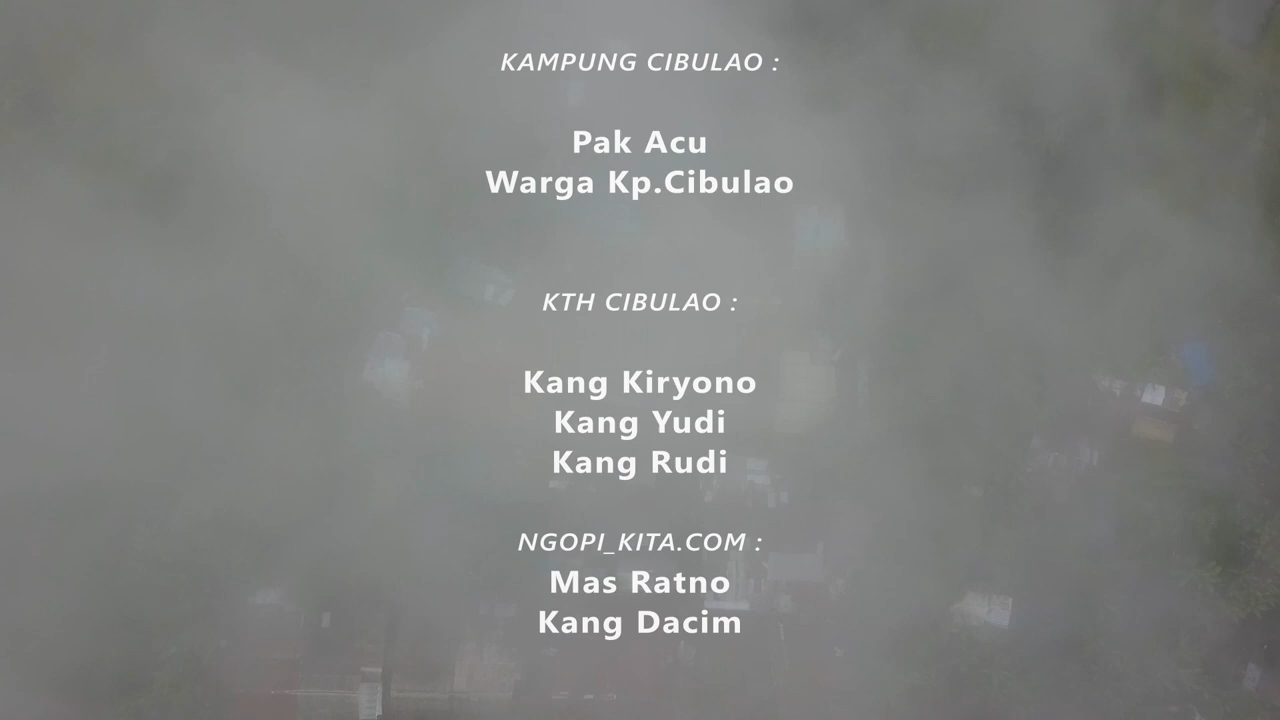 KAMPUNG CIBULAO :
Pak Acu
Warga Kp.Cibulao
KTH CIBULAO :
Kang Kiryono
Kang Yudi
Kang Rudi
NGOPI_KITA.COM :
Mas Ratno
Kang Dacim